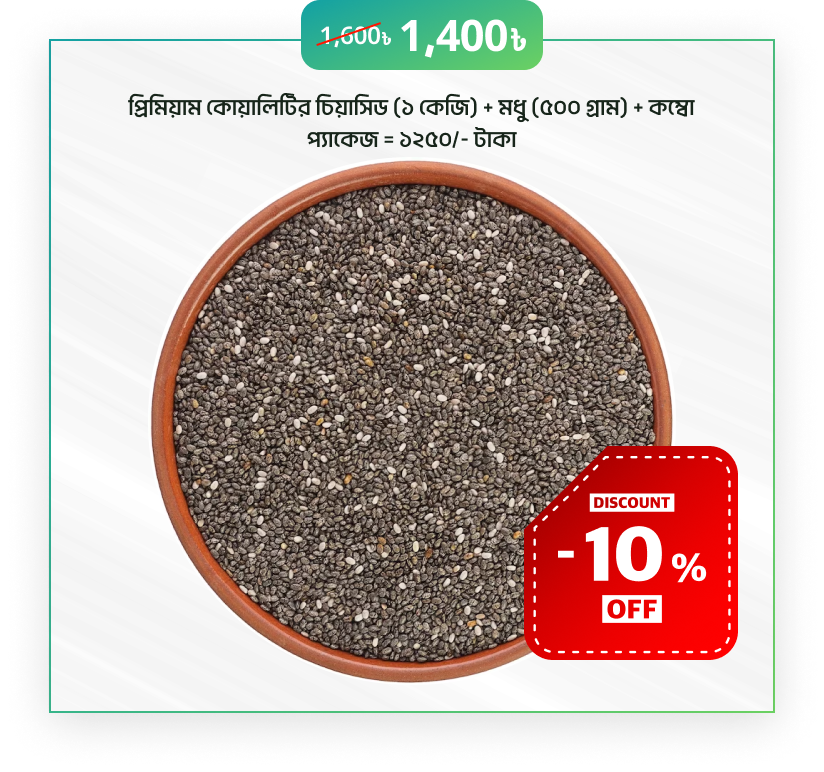 1,600৳ 1,400৳
প্রিমিয়াম কোয়ালিটির চিয়াসিড (১ কেজি) + মধু (৫০০ গ্রাম) + কম্বো
প্যাকেজ = ১২৫০/- টাকা
DISCOUNT
-10%
OFF